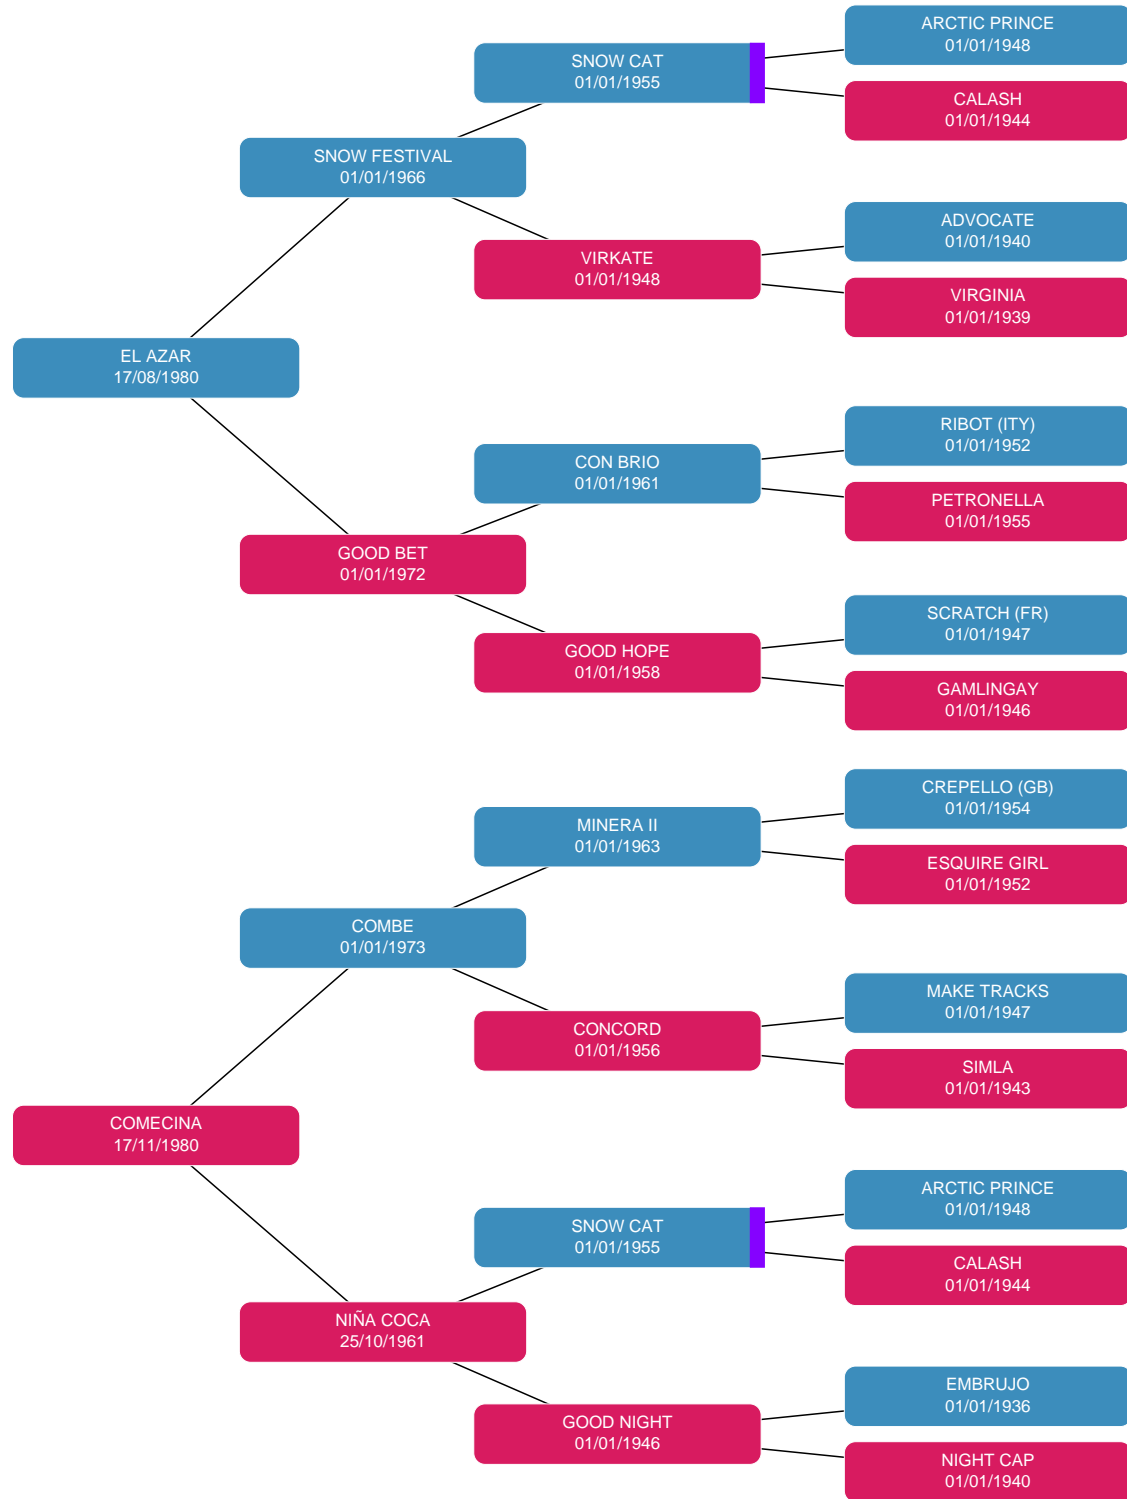 ARCTIC PRINCE
01/01/1948
SNOW CAT
01/01/1955
CALASH
01/01/1944
SNOW FESTIVAL
01/01/1966
ADVOCATE
01/01/1940
VIRKATE
01/01/1948
VIRGINIA
01/01/1939
EL AZAR
17/08/1980
RIBOT (ITY)
01/01/1952
CON BRIO
01/01/1961
PETRONELLA
01/01/1955
GOOD BET
01/01/1972
SCRATCH (FR)
01/01/1947
GOOD HOPE
01/01/1958
GAMLINGAY
01/01/1946
CREPELLO (GB)
01/01/1954
MINERA II
01/01/1963
ESQUIRE GIRL
01/01/1952
COMBE
01/01/1973
MAKE TRACKS
01/01/1947
CONCORD
01/01/1956
SIMLA
01/01/1943
COMECINA
17/11/1980
ARCTIC PRINCE
01/01/1948
SNOW CAT
01/01/1955
CALASH
01/01/1944
NIÑA COCA
25/10/1961
EMBRUJO
01/01/1936
GOOD NIGHT
01/01/1946
NIGHT CAP
01/01/1940